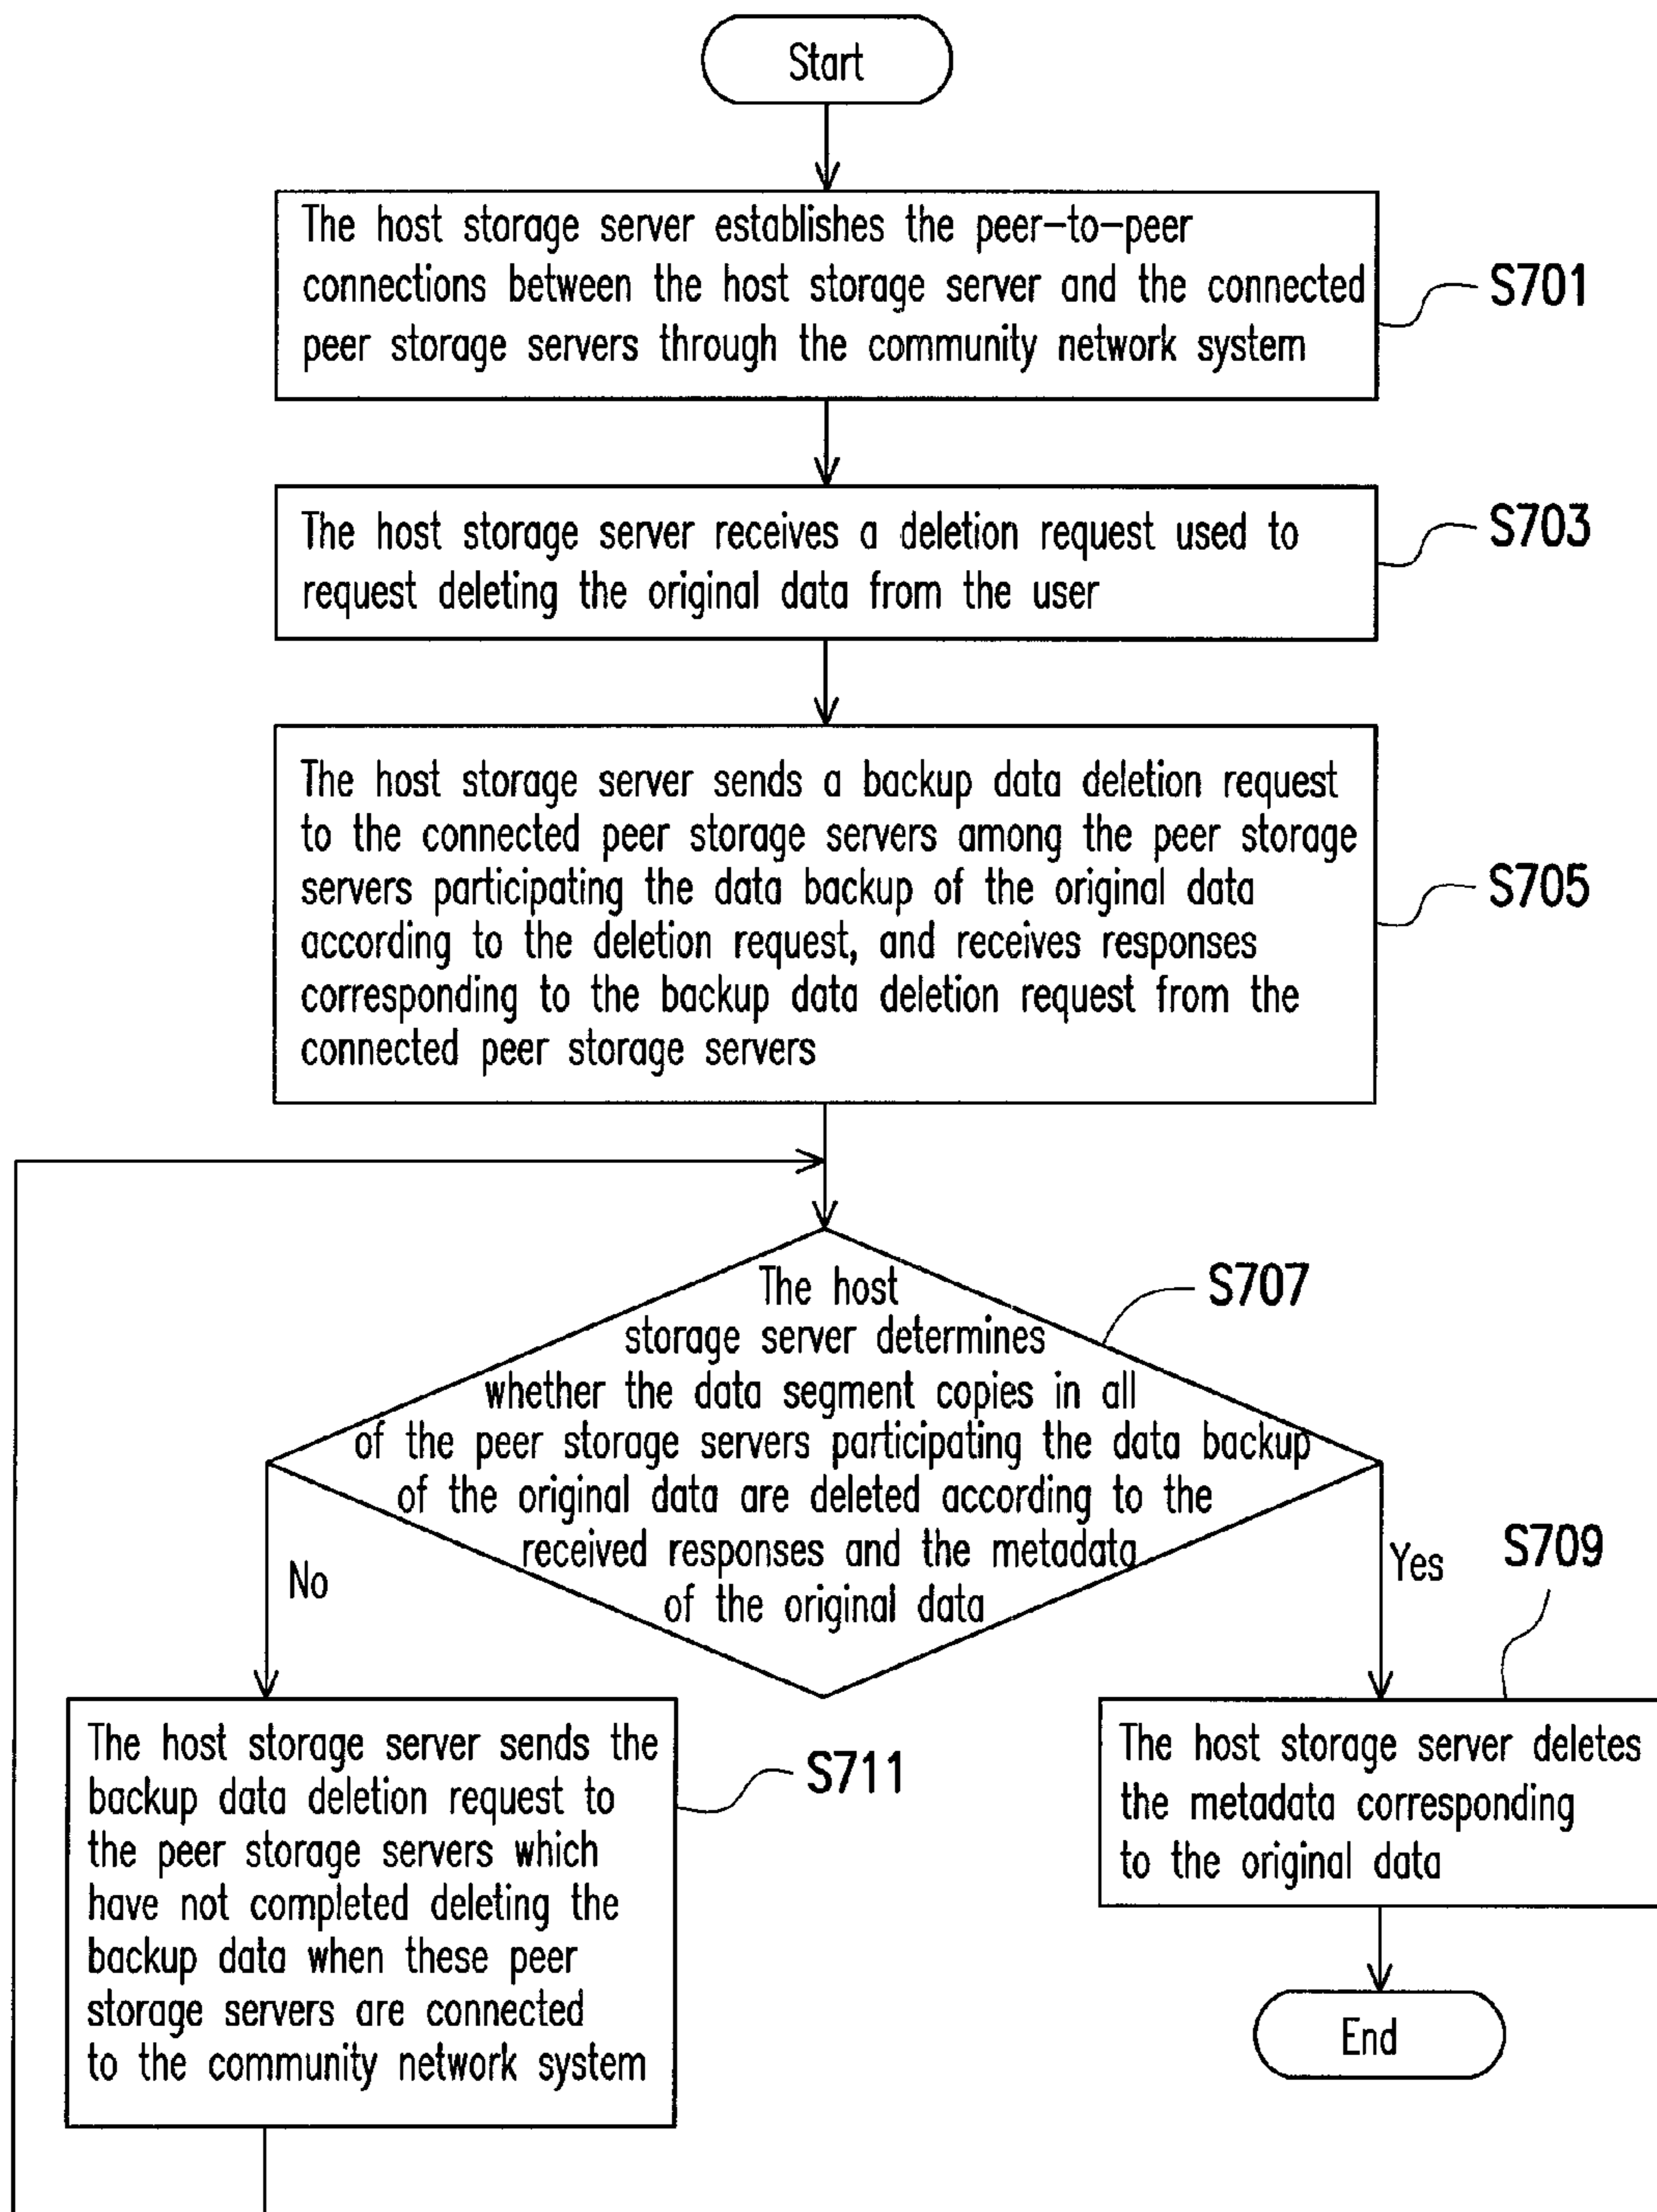 Start
The host storage server establishes the peer-to-peer
connections between the host storage server and the connected
peer storage servers through the community network system
S701
The host storage server receives a deletion request used to
request deleting the original data from the user
S703
The host storage server sends a backup data deletion request
to the connected peer storage servers among the peer storage
servers participating the data backup of the original data
according to the deletion request, and receives responses
corresponding to the backup data deletion request from the
connected peer storage servers
S705
The host
storage server determines
whether the data segment copies in all
of the peer storage servers participating the data backup
of the original data are deleted according to the
received responses and the metadata
of the original data
S707
No
Yes
S709
The host storage server sends the
backup data deletion request to
the peer storage servers which
have not completed deleting the
backup data when these peer
storage servers are connected
to the community network system
S711
The host storage server deletes
the metadata corresponding
to the original data
End